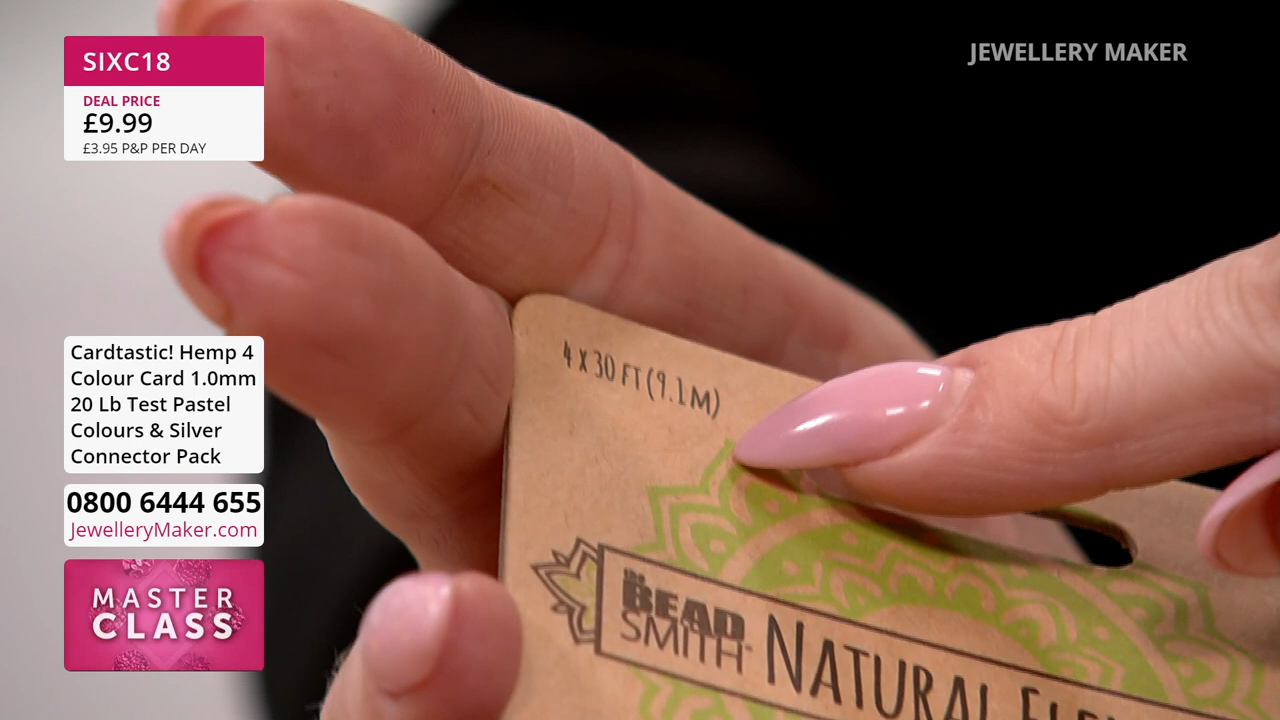 SIXC18
DEAL PRICE
£9.99
£3.95 P&P PER DAY
JEWELLERY MAKER
Cardtastic! Hemp 4
Colour Card 1.0mm
20 Lb Test Pastel
Colours & Silver
Connector Pack
0800 6444 655
JewelleryMaker.com
MASTER
CLASS
4 X 30 FT (9.1M)
BEAD
SMITH
NATURAL